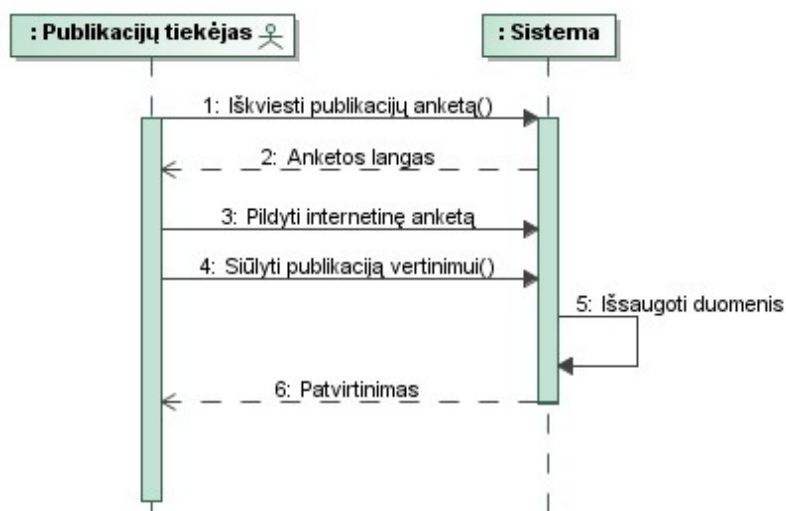 : Publikacijų tiekėjas
: Sistema
1: Iškviesti publikacijų anketą()
2: Anketos langas
3: Pildyti internetinę anketą
4: Siūlyti publikaciją vertinimui()
5: Išsaugoti duomenis
6: Patvirtinimas